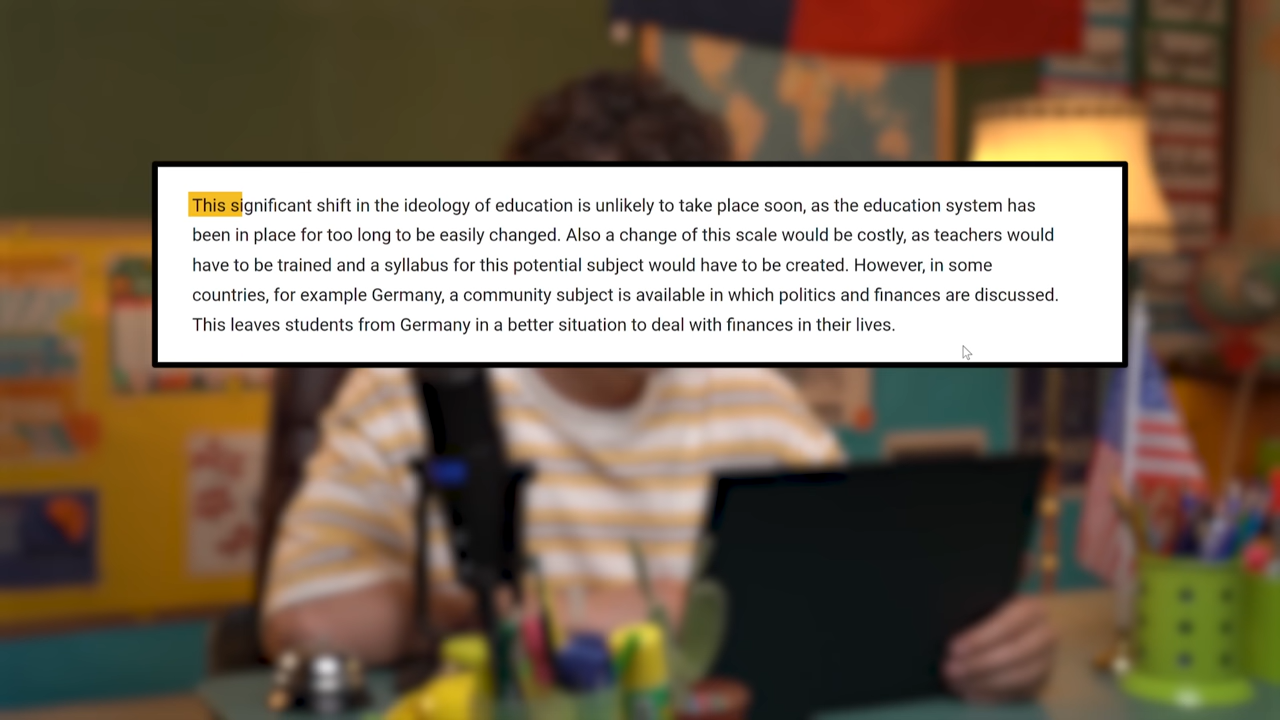 This significant shift in the ideology of education is unlikely to take place soon, as the education system has
been in place for too long to be easily changed. Also a change of this scale would be costly, as teachers would
have to be trained and a syllabus for this potential subject would have to be created. However, in some
countries, for example Germany, a community subject is available in which politics and finances are discussed.
This leaves students from Germany in a better situation to deal with finances in their lives.